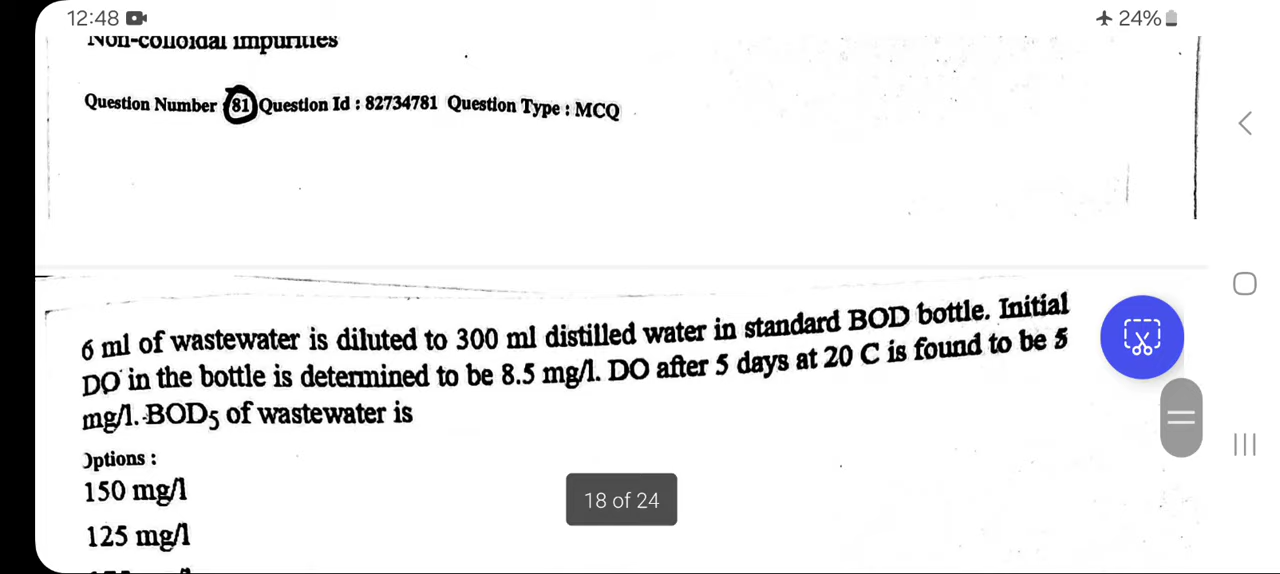 12:48
24%
Non-colloidal impurities
Question Number : 81 Question Id : 82734781 Question Type : MCQ
6 ml of wastewater is diluted to 300 ml distilled water in standard BOD bottle. Initial
DO in the bottle is determined to be 8.5 mg/l. DO after 5 days at 20 C is found to be 5
mg/l. BOD5 of wastewater is
Options :
150 mg/l
18 of 24
125 mg/l